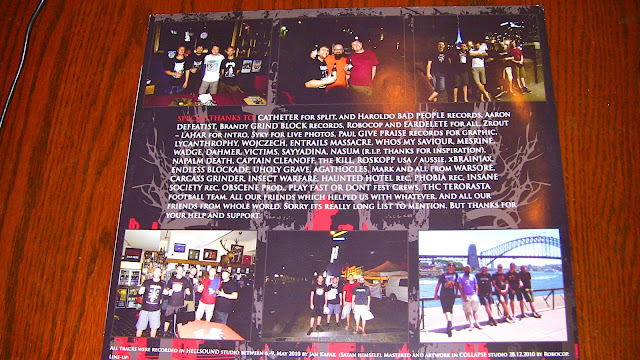 SPECIAL THANKS TO: CATHETER FOR SPLIT, AND HAROLDO BAD PEOPLE RECORDS, AARON
DEFEATIST, BRANDY GRIND BLOCK RECORDS, ROBOCOP AND EARDELETE FOR ALL, ZROUT
- LAHAR FOR INTRO, SYKY FOR LIVE PHOTOS, PAUL GIVE PRAISE RECORDS FOR GRAPHIC,
LYCANTHROPHY, WOJCZECH, ENTRAILS MASSACRE, WHOS MY SAVIOUR, MESRINE,
WADGE, DAHMER, VICTIMS, SAYYADINA, NASUM (R.I.P. THANKS FOR INSPIRATION),
NAPALM DEATH, CAPTAIN CLEANOFF, THE KILL, ROSKOPP USA / AUSSIE, XBRAINIAX,
ENDLESS BLOCKADE, UHOLY GRAVE, AGATHOCLES, MARK AND ALL FROM WARSORE,
CARCASS GRINDER, INSECT WARFARE, HAUNTED HOTEL REC, PHOBIA REC, INSANE
SOCIETY REC, OBSCENE PROD., PLAY FAST OR DONT FEST CREWS, THC TERORASTA
FOOTBALL TEAM. ALL OUR FRIENDS WHICH HELPED US WITH WHATEVER. AND ALL OUR
FRIENDS FROM WHOLE WORLD. SORRY ITS REALLY LONG LIST TO MENTION. BUT THANKS FOR
YOUR HELP AND SUPPORT.
ALL TRACKS WERE RECORDED IN HELLSOUND STUDIO BETWEEN 6.-9. MAY 2010 BY JAN KAPAK (SATAN HIMSELF). MASTERED AND ARTWORK IN COLLAPSE STUDIO 28.12.2010 BY ROBOCOP.
LINE-UP: